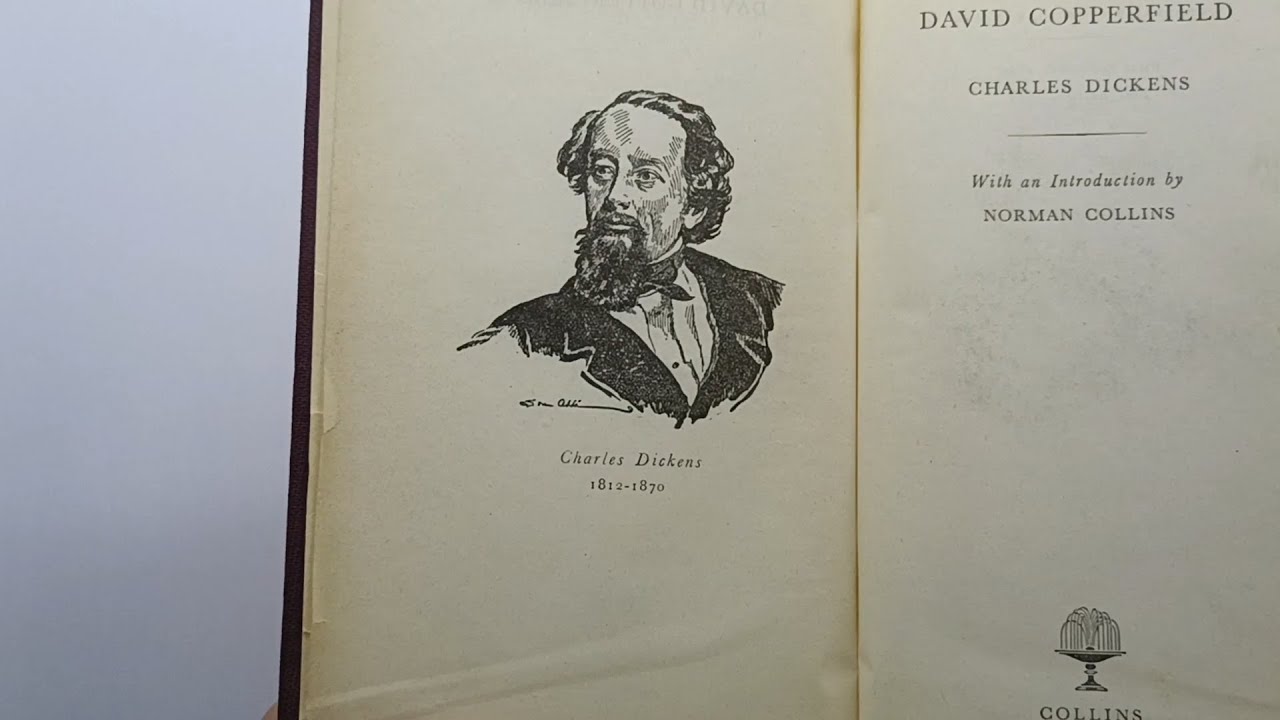 Charles Dickens
1812-1870
DAVID COPPERFIELD
CHARLES DICKENS
With an Introduction by
NORMAN COLLINS
COLLINS